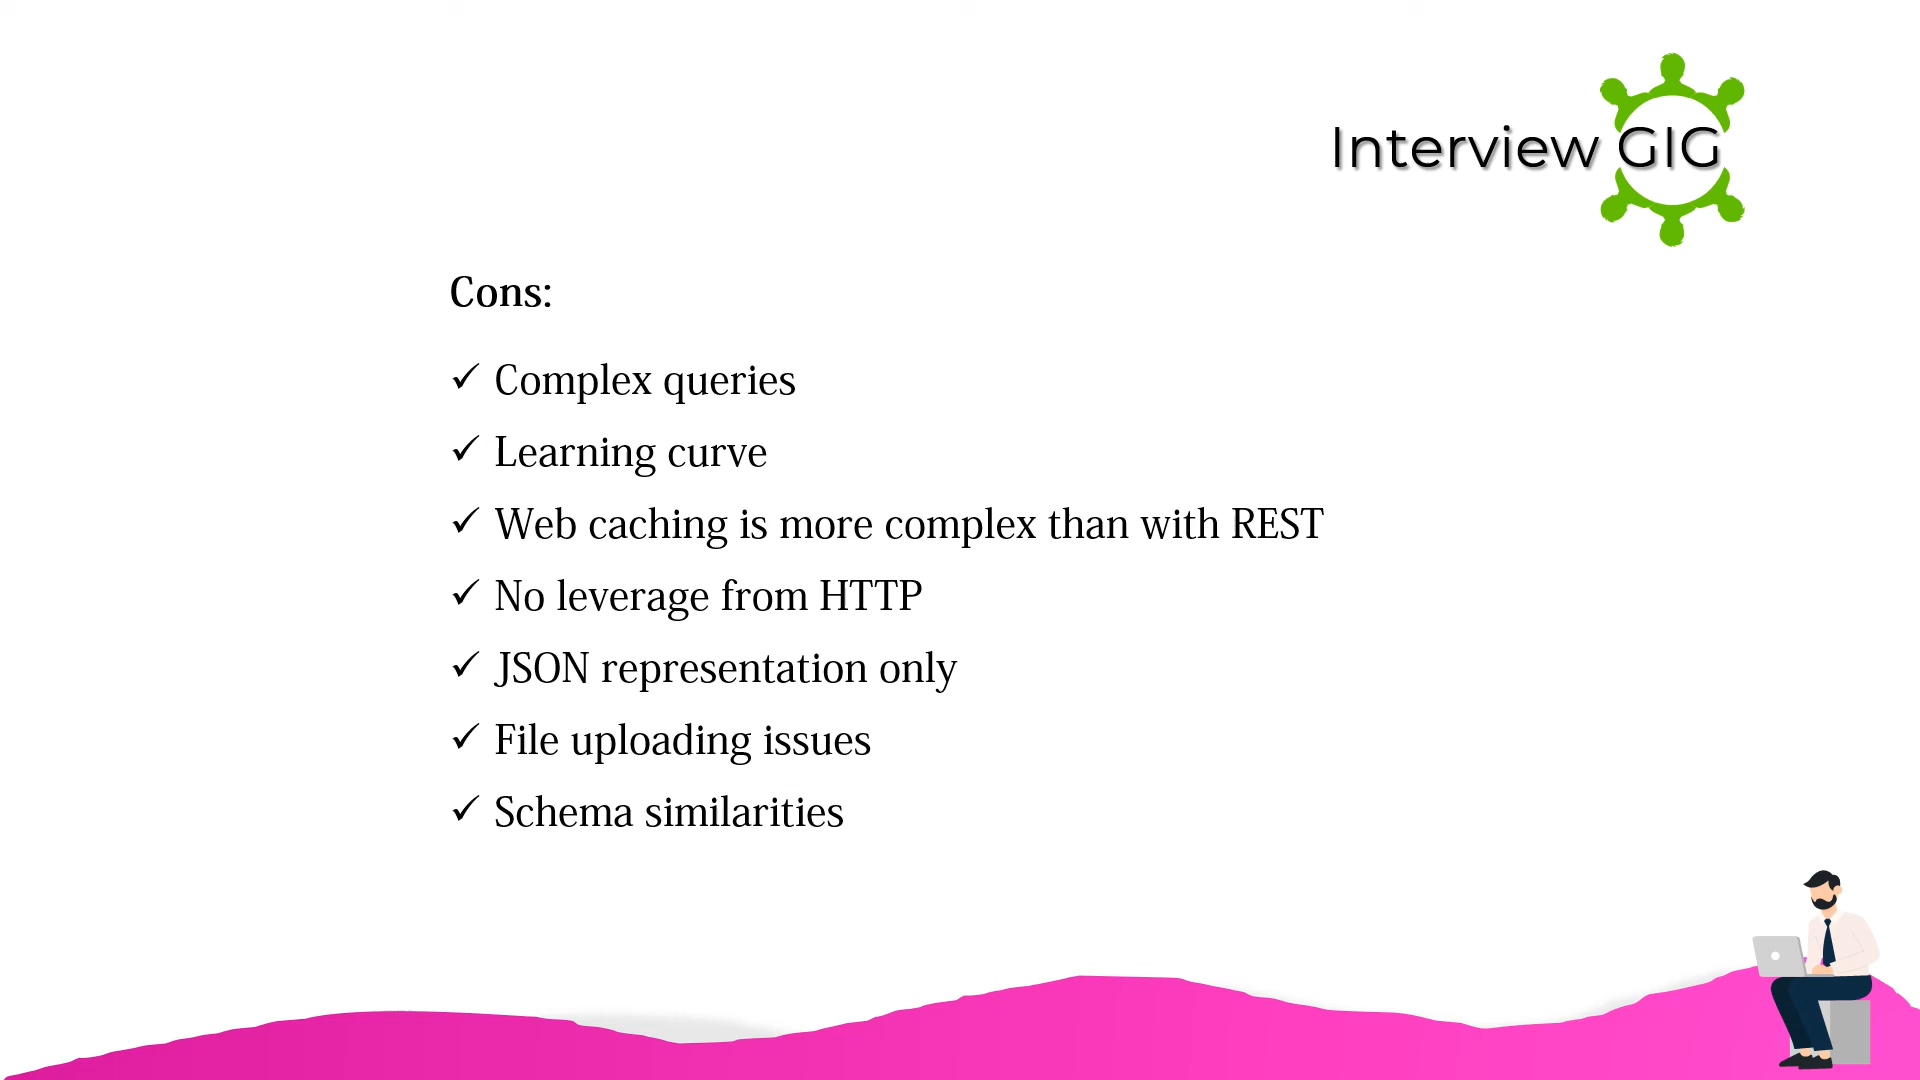 Interview GIG
Cons:
✓ Complex queries
✓ Learning curve
✓ Web caching is more complex than with REST
✓ No leverage from HTTP
✓ JSON representation only
✓ File uploading issues
✓ Schema similarities